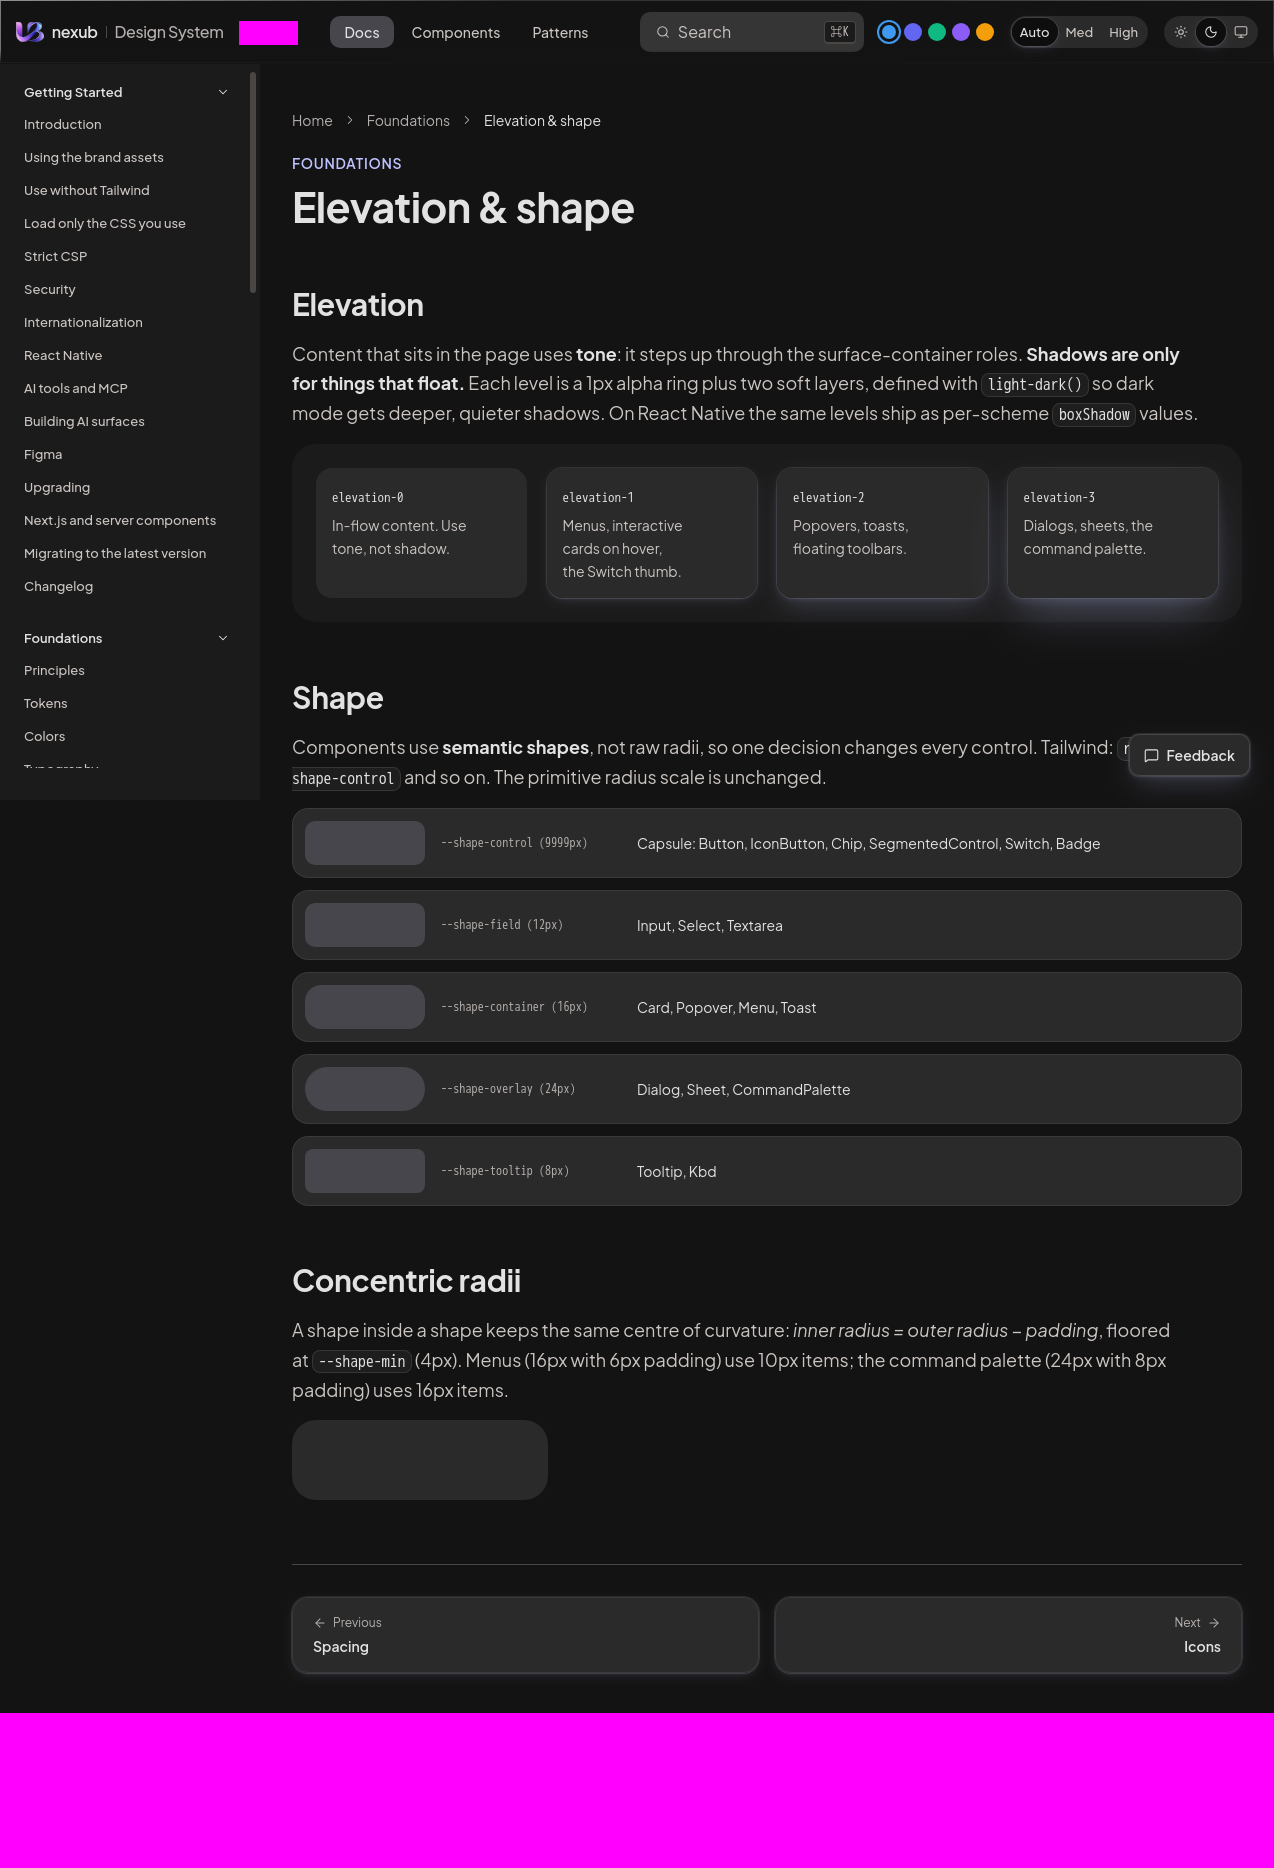 nexub | Design System
Docs
Components
Patterns
Search
⌘K
Auto
Med
High
Getting Started
Introduction
Using the brand assets
Use without Tailwind
Load only the CSS you use
Strict CSP
Security
Internationalization
React Native
AI tools and MCP
Building AI surfaces
Figma
Upgrading
Next.js and server components
Migrating to the latest version
Changelog
Foundations
Principles
Tokens
Colors
Home
Foundations
Elevation & shape
FOUNDATIONS
Elevation & shape
Elevation
Content that sits in the page uses tone: it steps up through the surface-container roles. Shadows are only
for things that float. Each level is a 1px alpha ring plus two soft layers, defined with light-dark() so dark
mode gets deeper, quieter shadows. On React Native the same levels ship as per-scheme boxShadow values.
elevation-0
In-flow content. Use
tone, not shadow.
elevation-1
Menus, interactive
cards on hover,
the Switch thumb.
elevation-2
Popovers, toasts,
floating toolbars.
elevation-3
Dialogs, sheets, the
command palette.
Shape
Components use semantic shapes, not raw radii, so one decision changes every control. Tailwind:
shape-control and so on. The primitive radius scale is unchanged.
Feedback
--shape-control (9999px)
Capsule: Button, IconButton, Chip, SegmentedControl, Switch, Badge
--shape-field (12px)
Input, Select, Textarea
--shape-container (16px)
Card, Popover, Menu, Toast
--shape-overlay (24px)
Dialog, Sheet, CommandPalette
--shape-tooltip (8px)
Tooltip, Kbd
Concentric radii
A shape inside a shape keeps the same centre of curvature: inner radius = outer radius − padding, floored
at --shape-min (4px). Menus (16px with 6px padding) use 10px items; the command palette (24px with 8px
padding) uses 16px items.
Previous
Spacing
Next
Icons